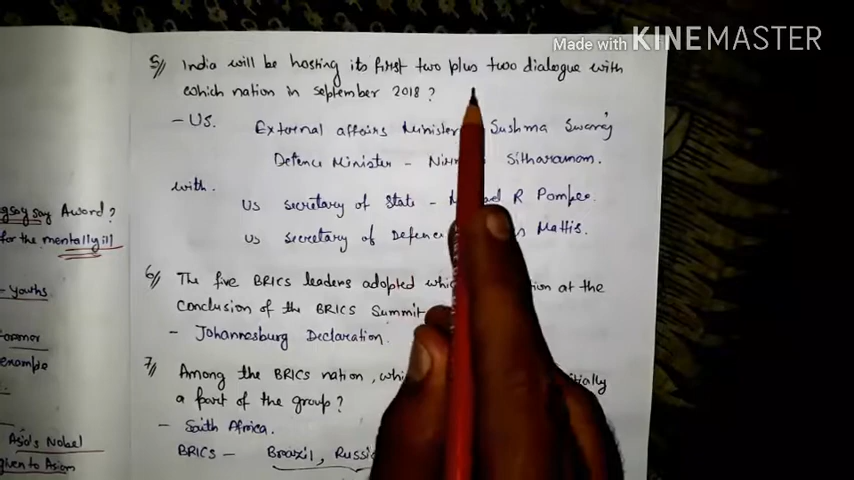 Made with KINEMASTER
5// India will be hosting its first two plus two dialogue with
which nation in september 2018?
- US. External affairs Minister Sushma Swaraj
Defence Minister - Sitharaman.
with.
US Secretary of State - R Pompeo.
US Secretary of Defence Mattis.
6// The five BRICS leaders adopted at the
conclusion of the BRICS Summit
- Johannesburg Declaration.
7// Among the BRICS nation,
a part of the group?
- South Africa.
BRICS - Brazil,
Award?
for the mentally ill
- youths
example
Asia's Nobel
given to Asian